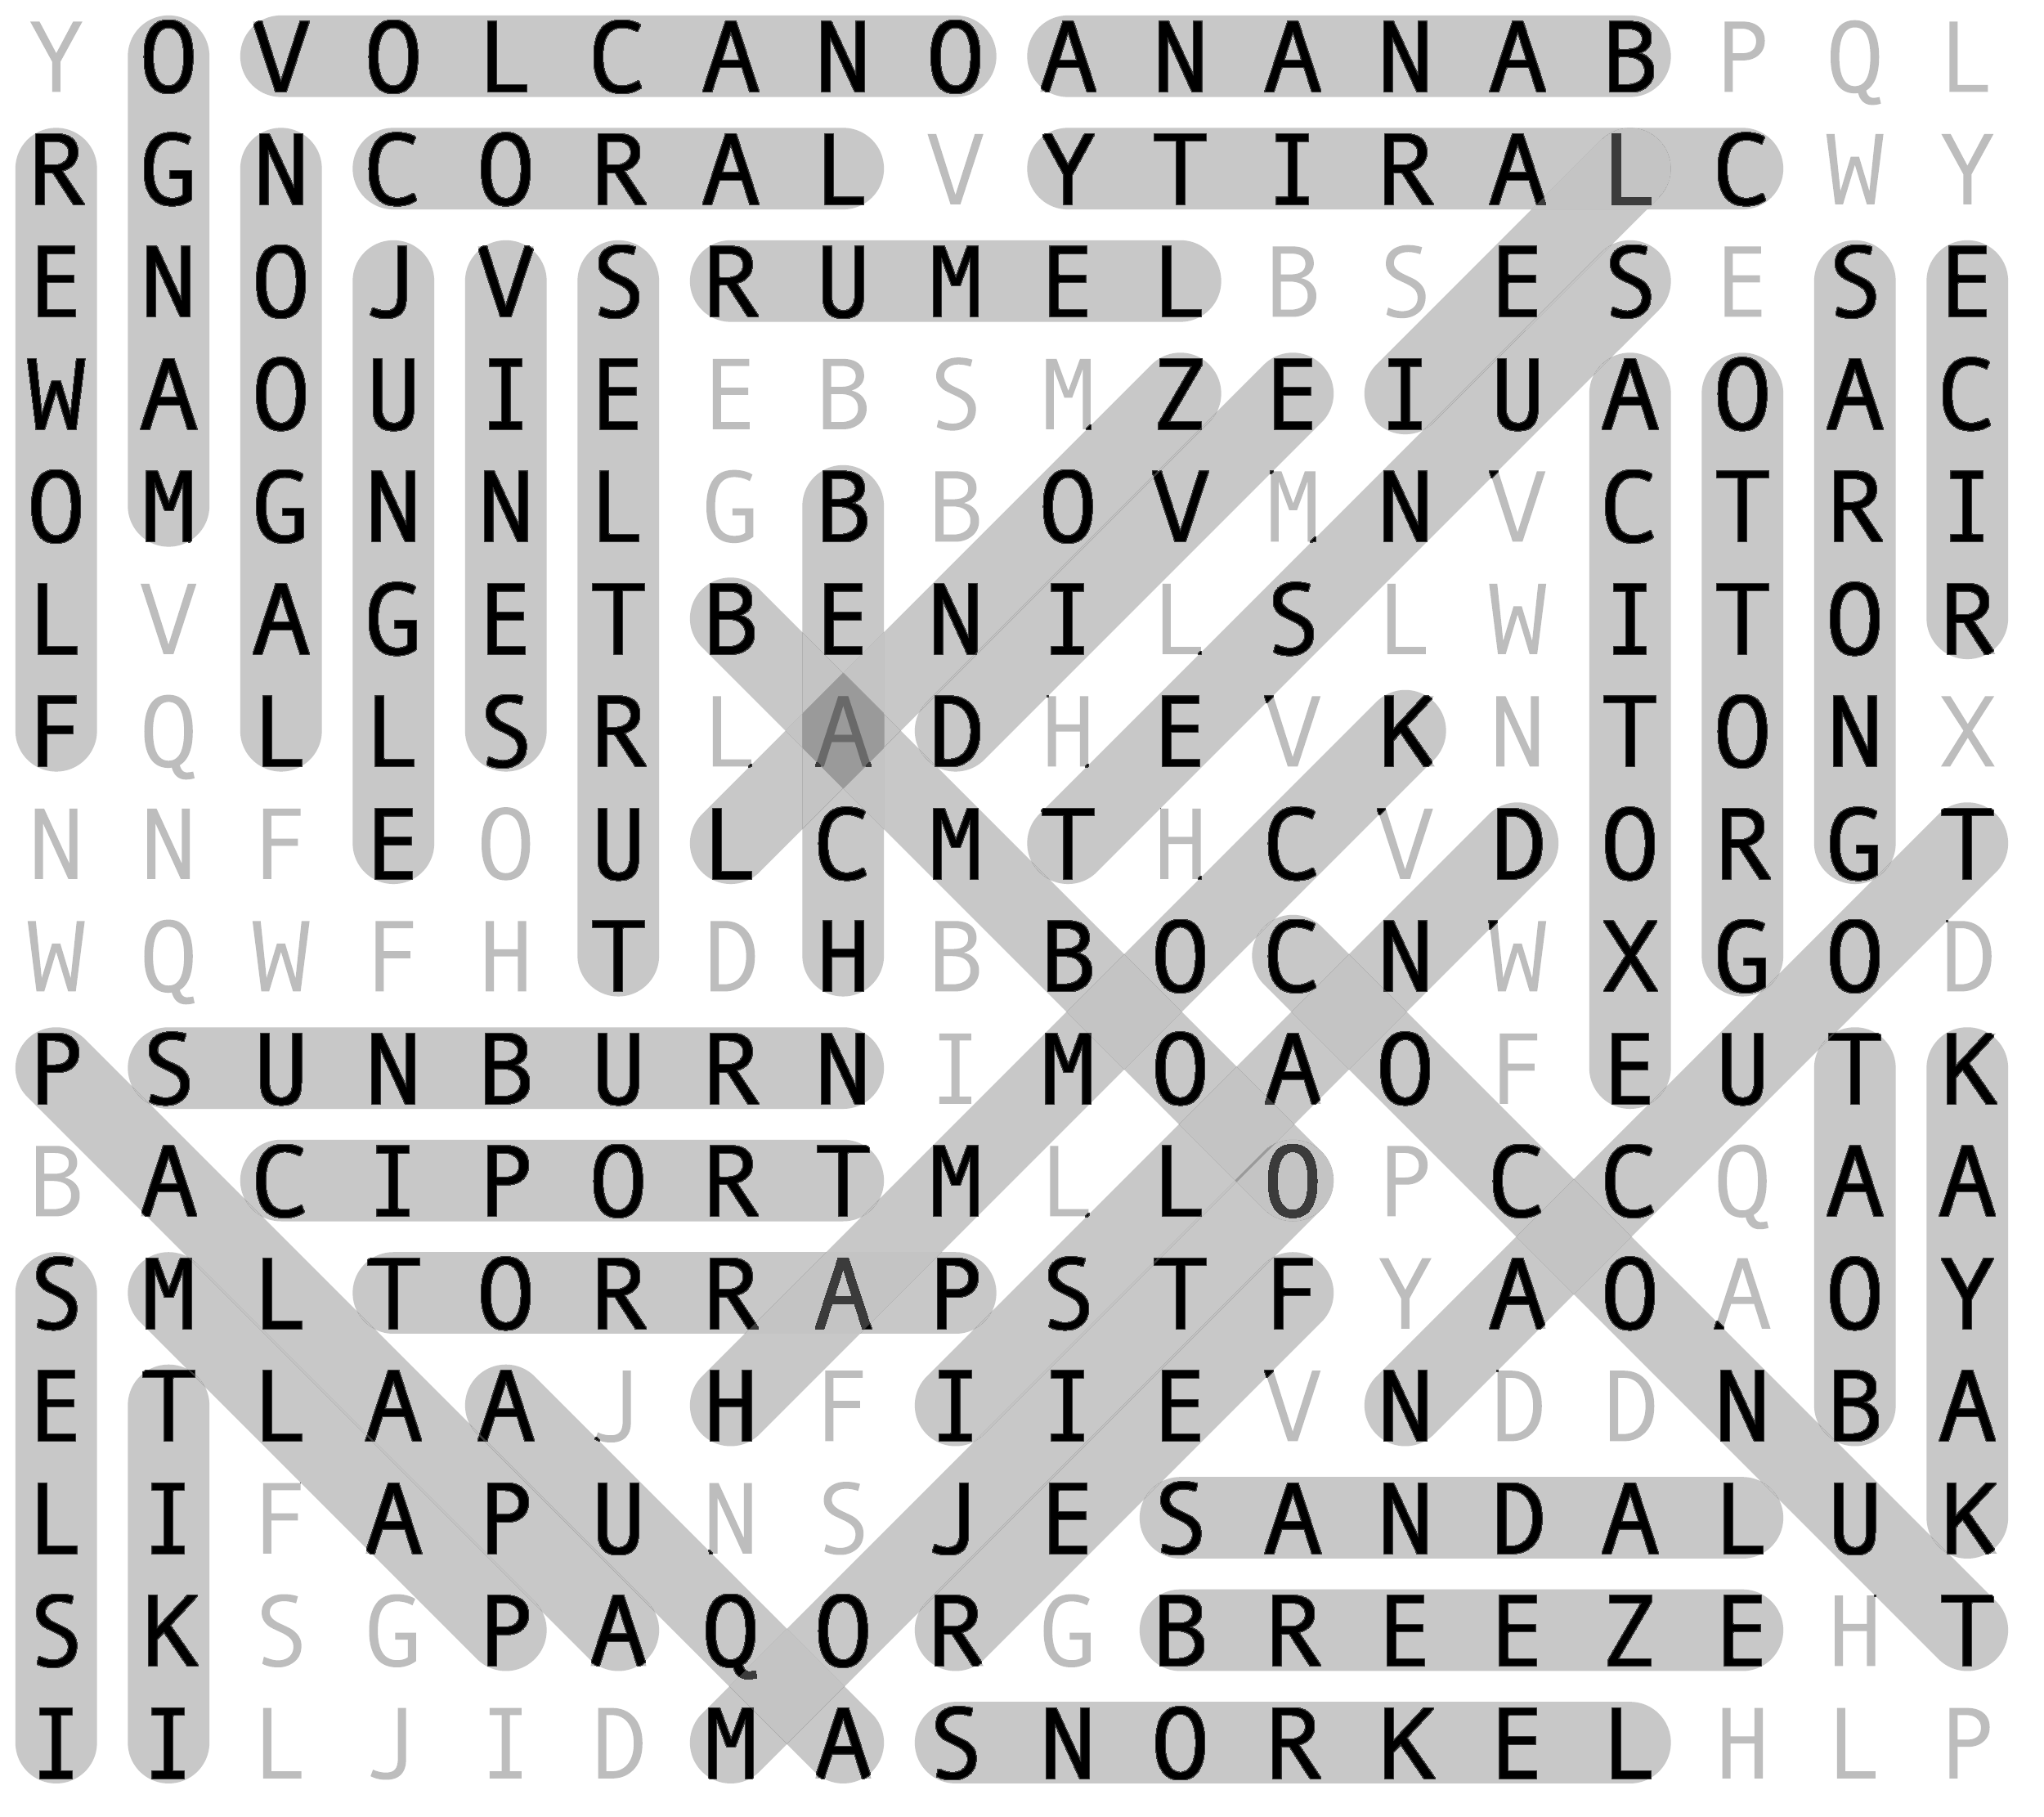 Y O V O L C A N O A N A N A B P Q L
R G N C O R A L V Y T I R A L C W Y
E N O J V S R U M E L B S E S E S E
W A O U I E E B S M Z E I U A O A C
O M G N N L G B B O V M N V C T R I
L V A G E T B E N I L S L W I T O R
F Q L L S R L A D H E V K N T O N X
N N F E O U L C M T H C V D O R G T
W Q W F H T D H B B O C N W X G O D
P S U N B U R N I M O A O F E U T K
B A C I P O R T M L L O P C C Q A A
S M L T O R R A P S T F Y A O A O Y
E T L A A J H F I I E V N D D N B A
L I F A P U N S J E S A N D A L U K
S K S G P A Q O R G B R E E Z E H T
I I L J I D M A S N O R K E L H L P